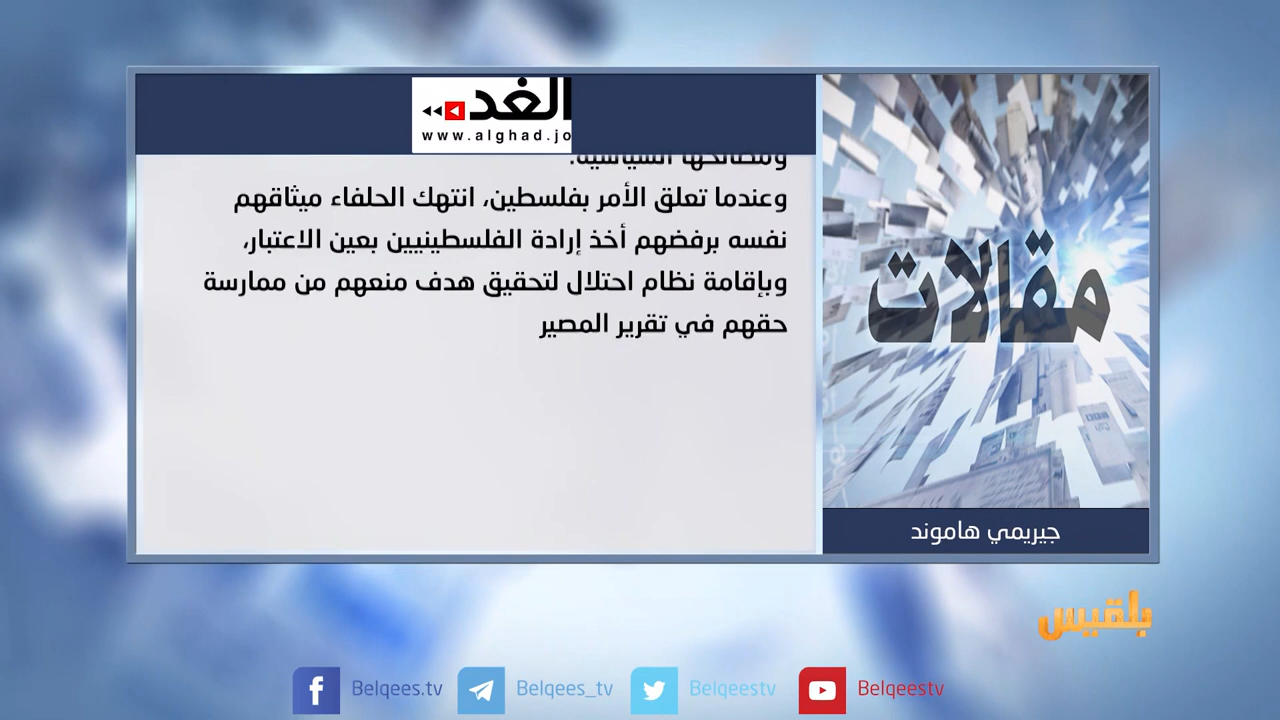 الغد
www.alghad.jo
ومصالحها السياسية.
وعندما تعلق الأمر بفلسطين، انتهك الحلفاء ميثاقهم
نفسه برفضهم أخذ إرادة الفلسطينيين بعين الاعتبار،
وبإقامة نظام احتلال لتحقيق هدف منعهم من ممارسة
حقهم في تقرير المصير
مقالات
جيريمي هاموند
بلقيس
Belqees.tv
Belqees_tv
Belqeestv
Belqeestv